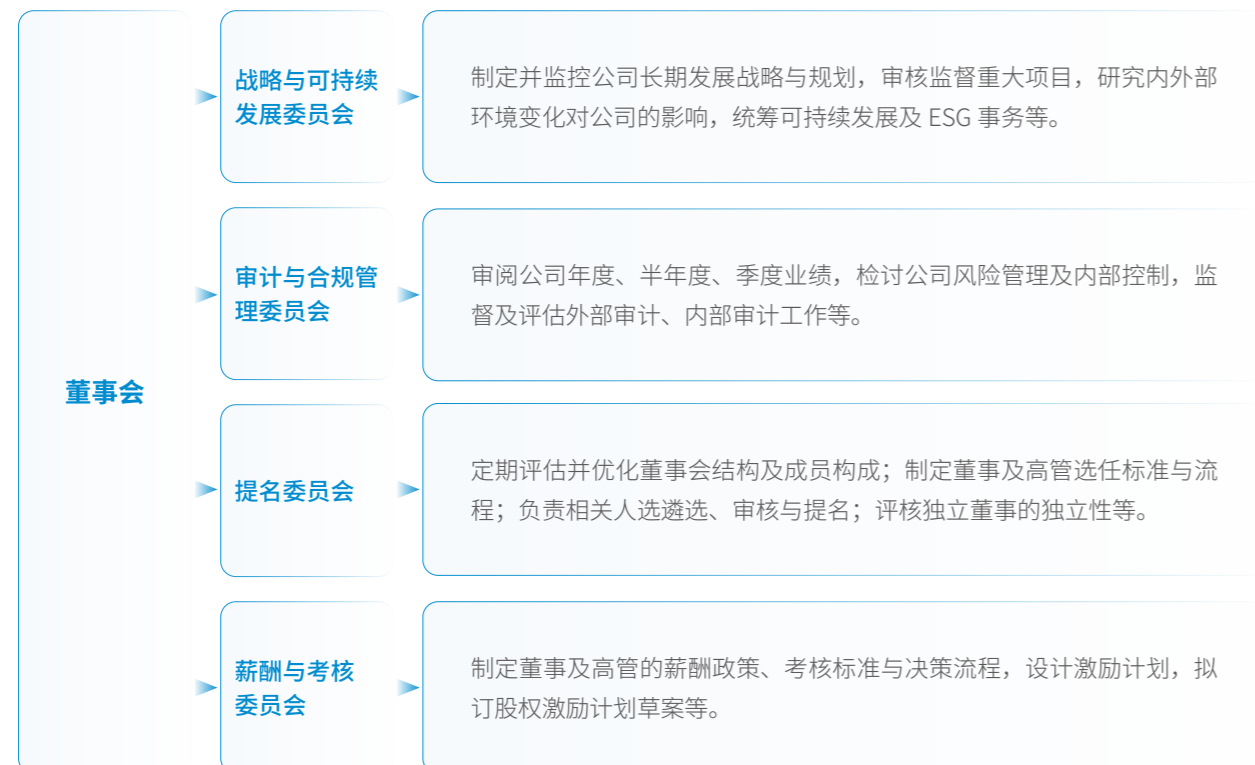 董事会
战略与可持续
发展委员会
制定并监控公司长期发展战略与规划，审核监督重大项目，研究内外部
环境变化对公司的影响，统筹可持续发展及 ESG 事务等。
审计与合规管
理委员会
审阅公司年度、半年度、季度业绩，检讨公司风险管理及内部控制，监
督及评估外部审计、内部审计工作等。
提名委员会
定期评估并优化董事会结构及成员构成；制定董事及高管选任标准与流
程；负责相关人选遴选、审核与提名；评核独立董事的独立性等。
薪酬与考核
委员会
制定董事及高管的薪酬政策、考核标准与决策流程，设计激励计划，拟
订股权激励计划草案等。